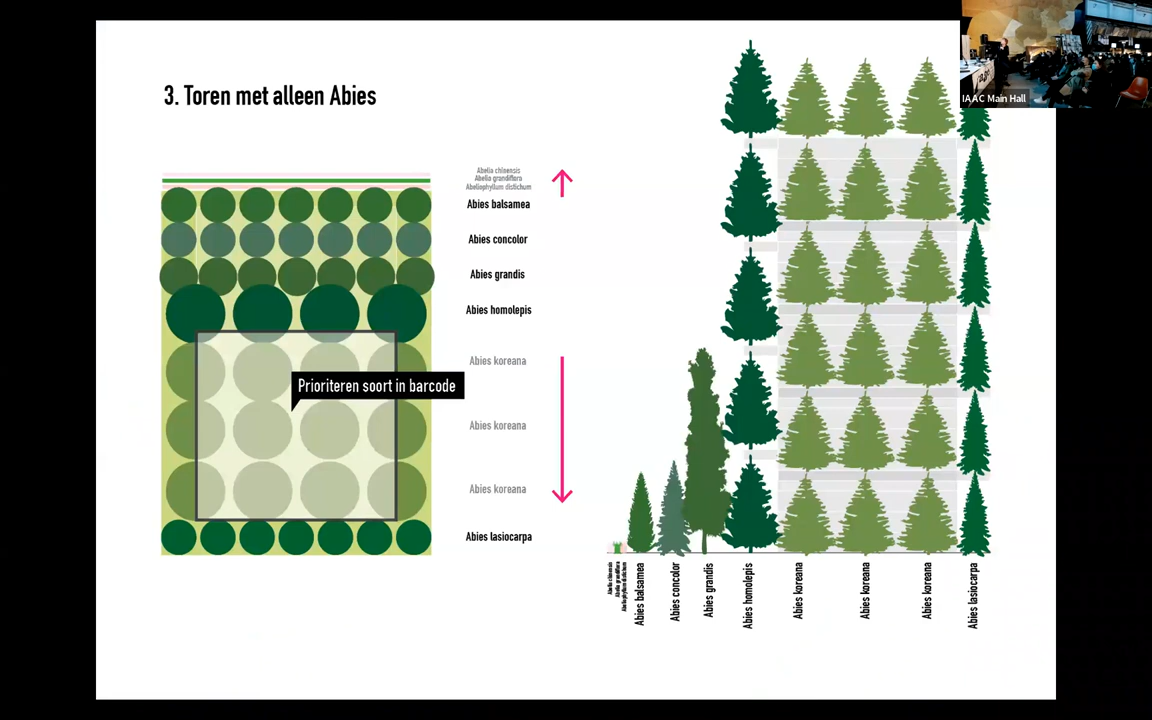 3. Toren met alleen Abies
Abelia chinensis
Abelia grandiflora
Abeliophyllum distichum
Abies balsamea
Abies concolor
Abies grandis
Abies homolepis
Abies koreana
Prioriteren soort in barcode
Abies koreana
Abies koreana
Abies lasiocarpa
Abelia chinensis
Abelia grandiflora
Abeliophyllum distichum
Abies balsamea
Abies concolor
Abies grandis
Abies homolepis
Abies koreana
Abies koreana
Abies koreana
Abies lasiocarpa
IAAC Main Hall